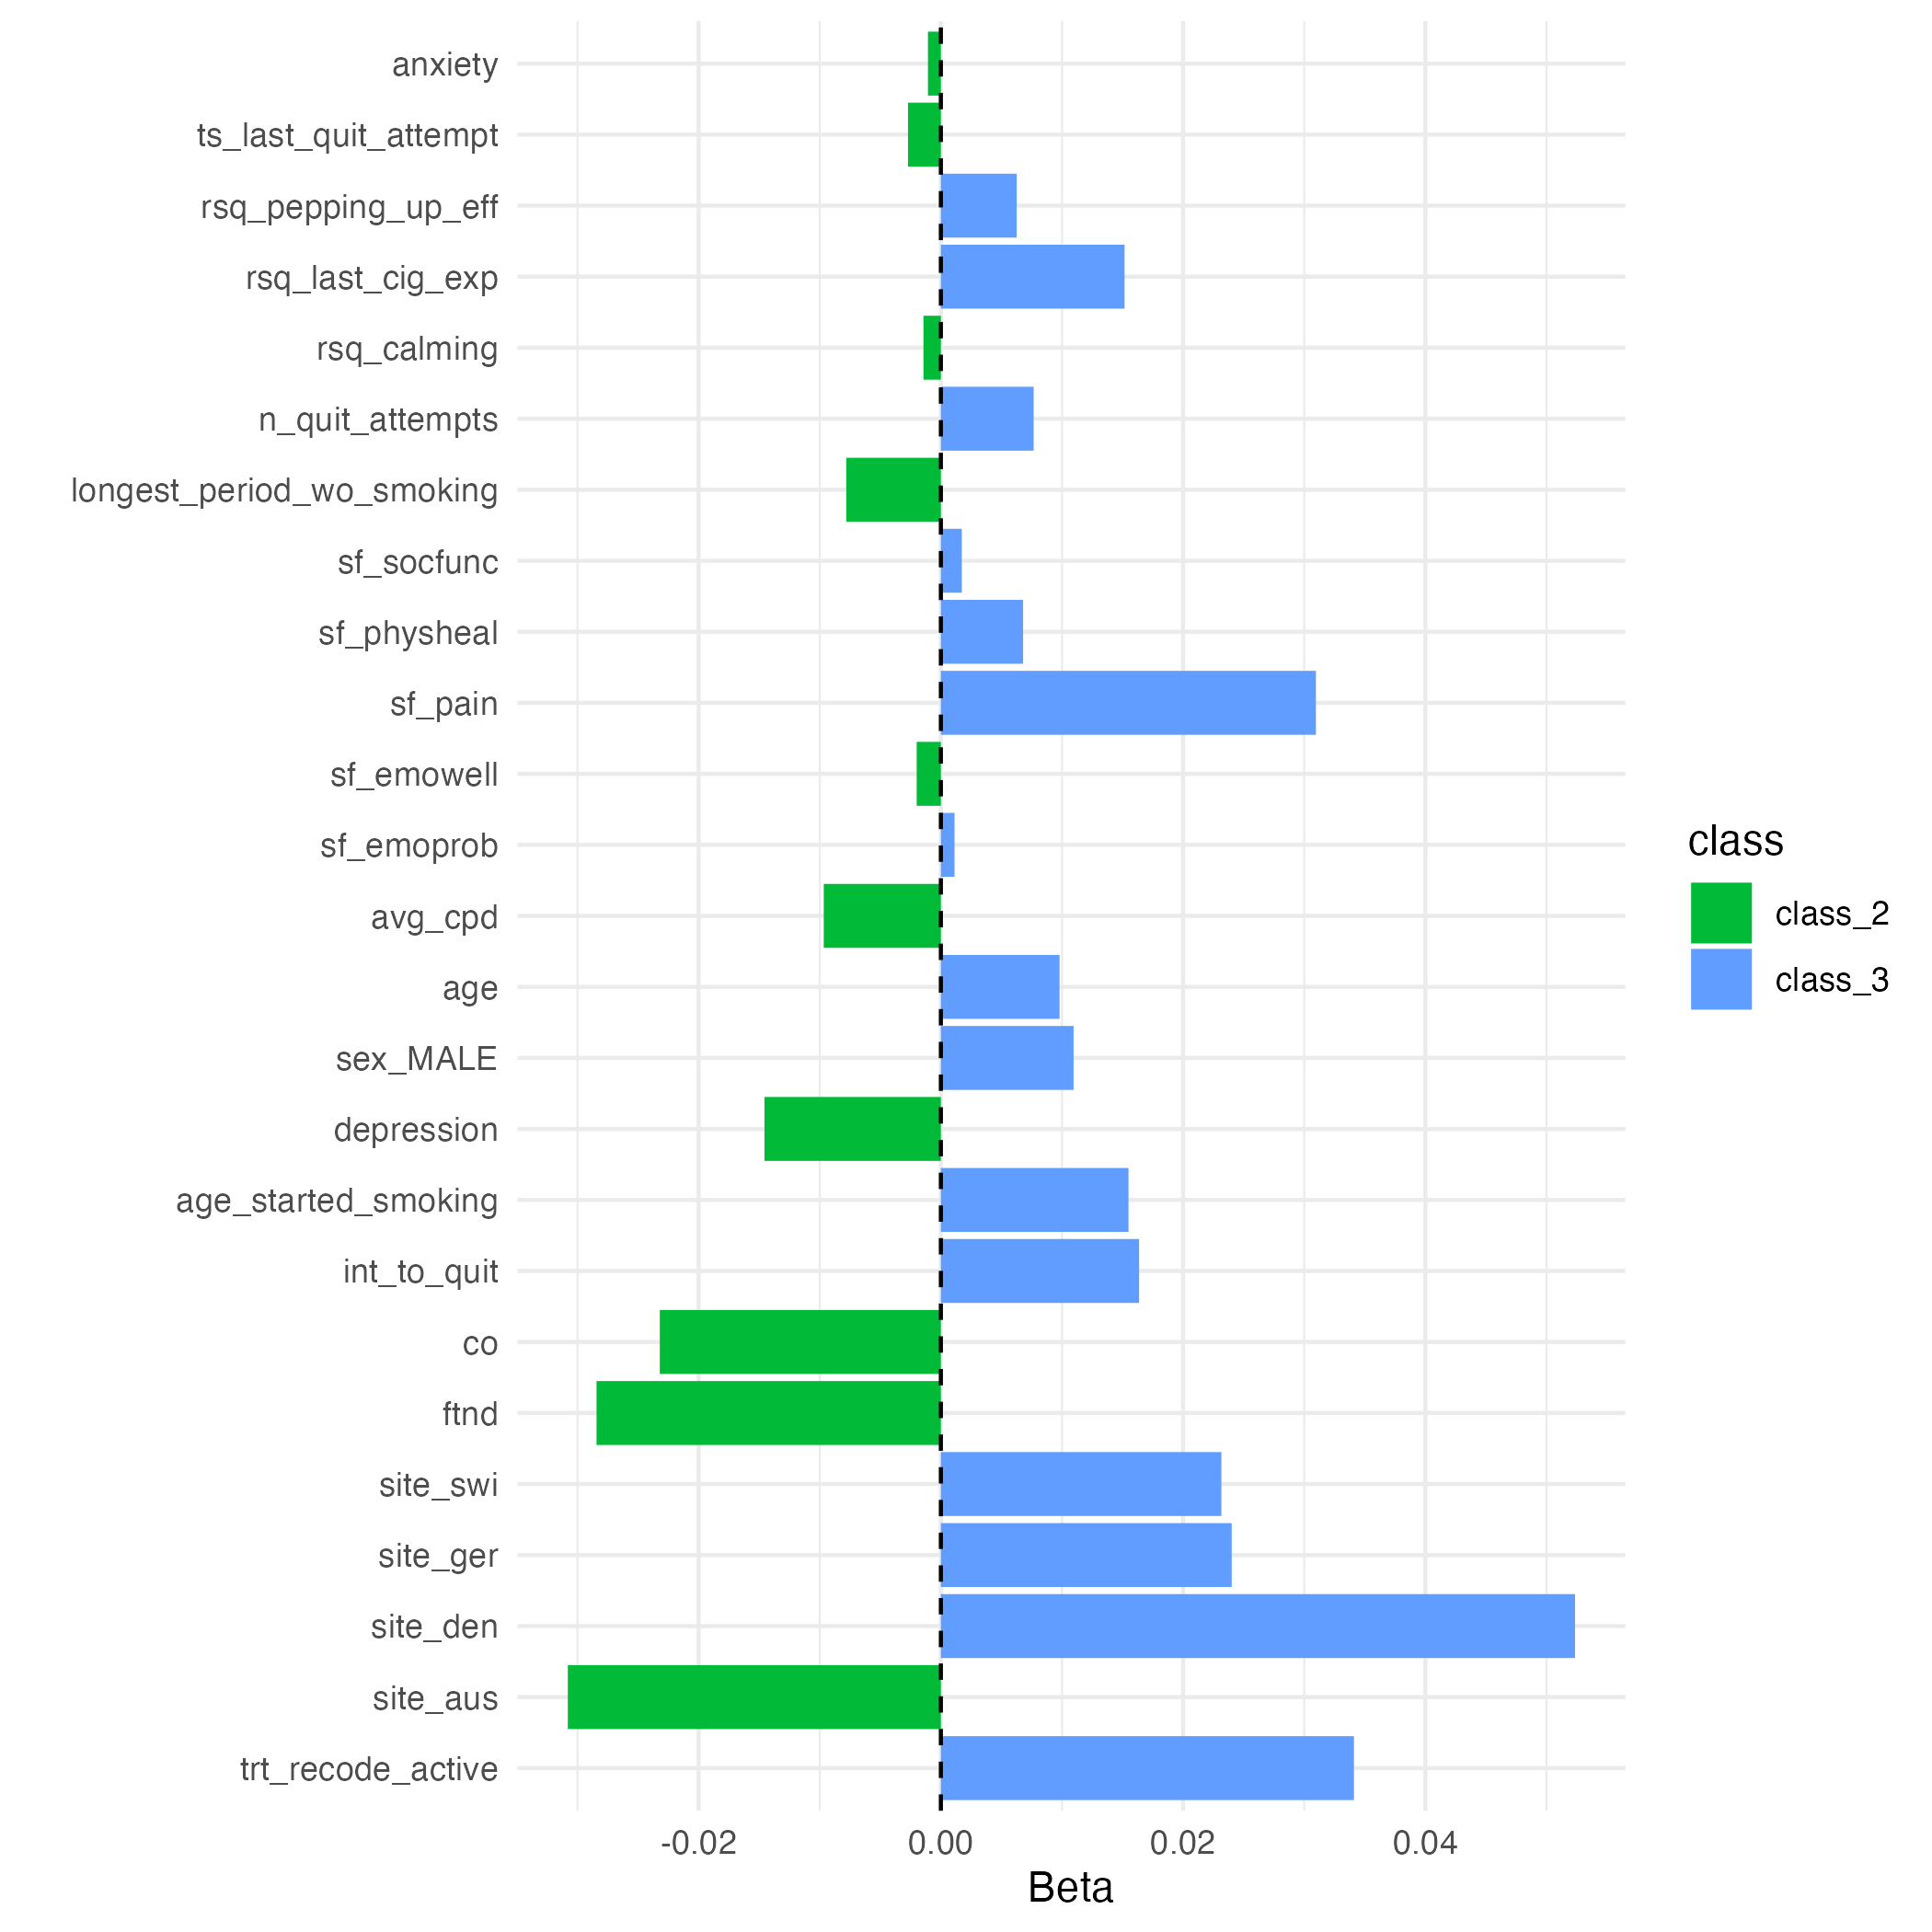 anxiety
ts_last_quit_attempt
rsq_pepping_up_eff
rsq_last_cig_exp
rsq_calming
n_quit_attempts
longest_period_wo_smoking
sf_socfunc
sf_physheal
sf_pain
sf_emowell
sf_emoprob
avg_cpd
age
sex_MALE
depression
age_started_smoking
int_to_quit
co
ftnd
site_swi
site_ger
site_den
site_aus
trt_recode_active
-0.02 0.00 0.02 0.04
Beta
class
class_2
class_3